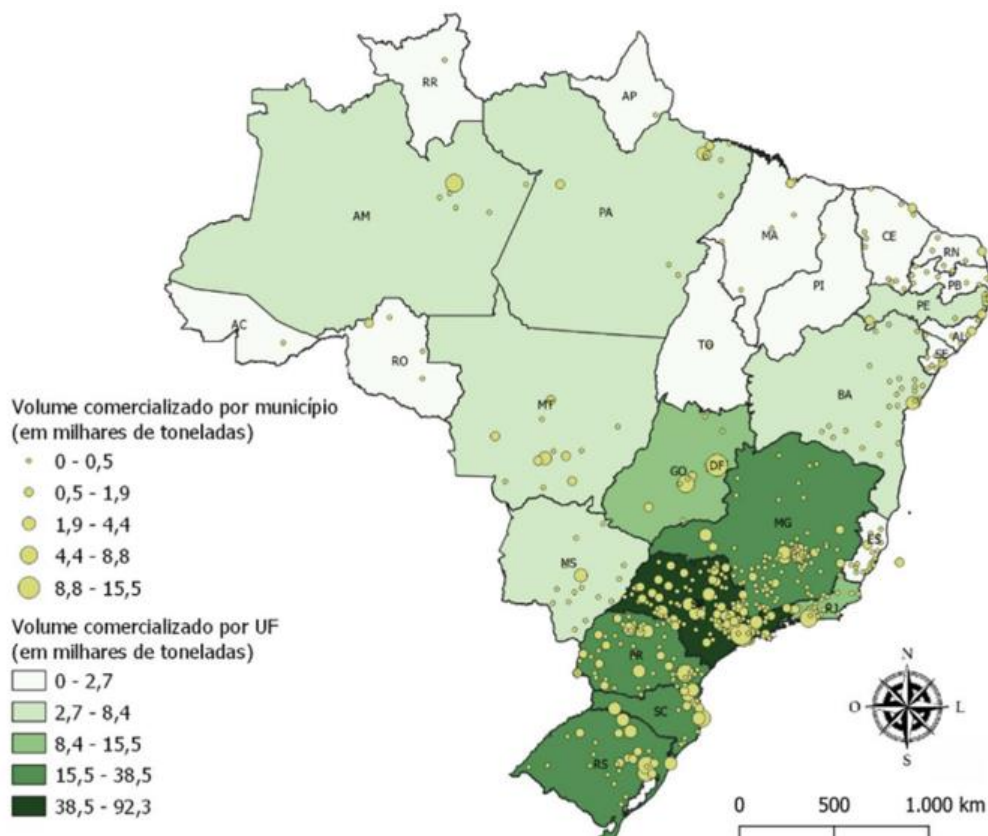 RR
AP
AM
PA
MA
CE
RN
PB
PI
PE
AC
AL
TO
SE
RO
BA
MT
Volume comercializado por município
(em milhares de toneladas)
0 - 0,5
0,5 - 1,9
1,9 - 4,4
4,4 - 8,8
8,8 - 15,5
GO
DF
MG
ES
MS
RJ
Volume comercializado por UF
(em milhares de toneladas)
0 - 2,7
2,7 - 8,4
8,4 - 15,5
15,5 - 38,5
38,5 - 92,3
PR
SC
RS
N
O
L
S
0 500 1.000 km